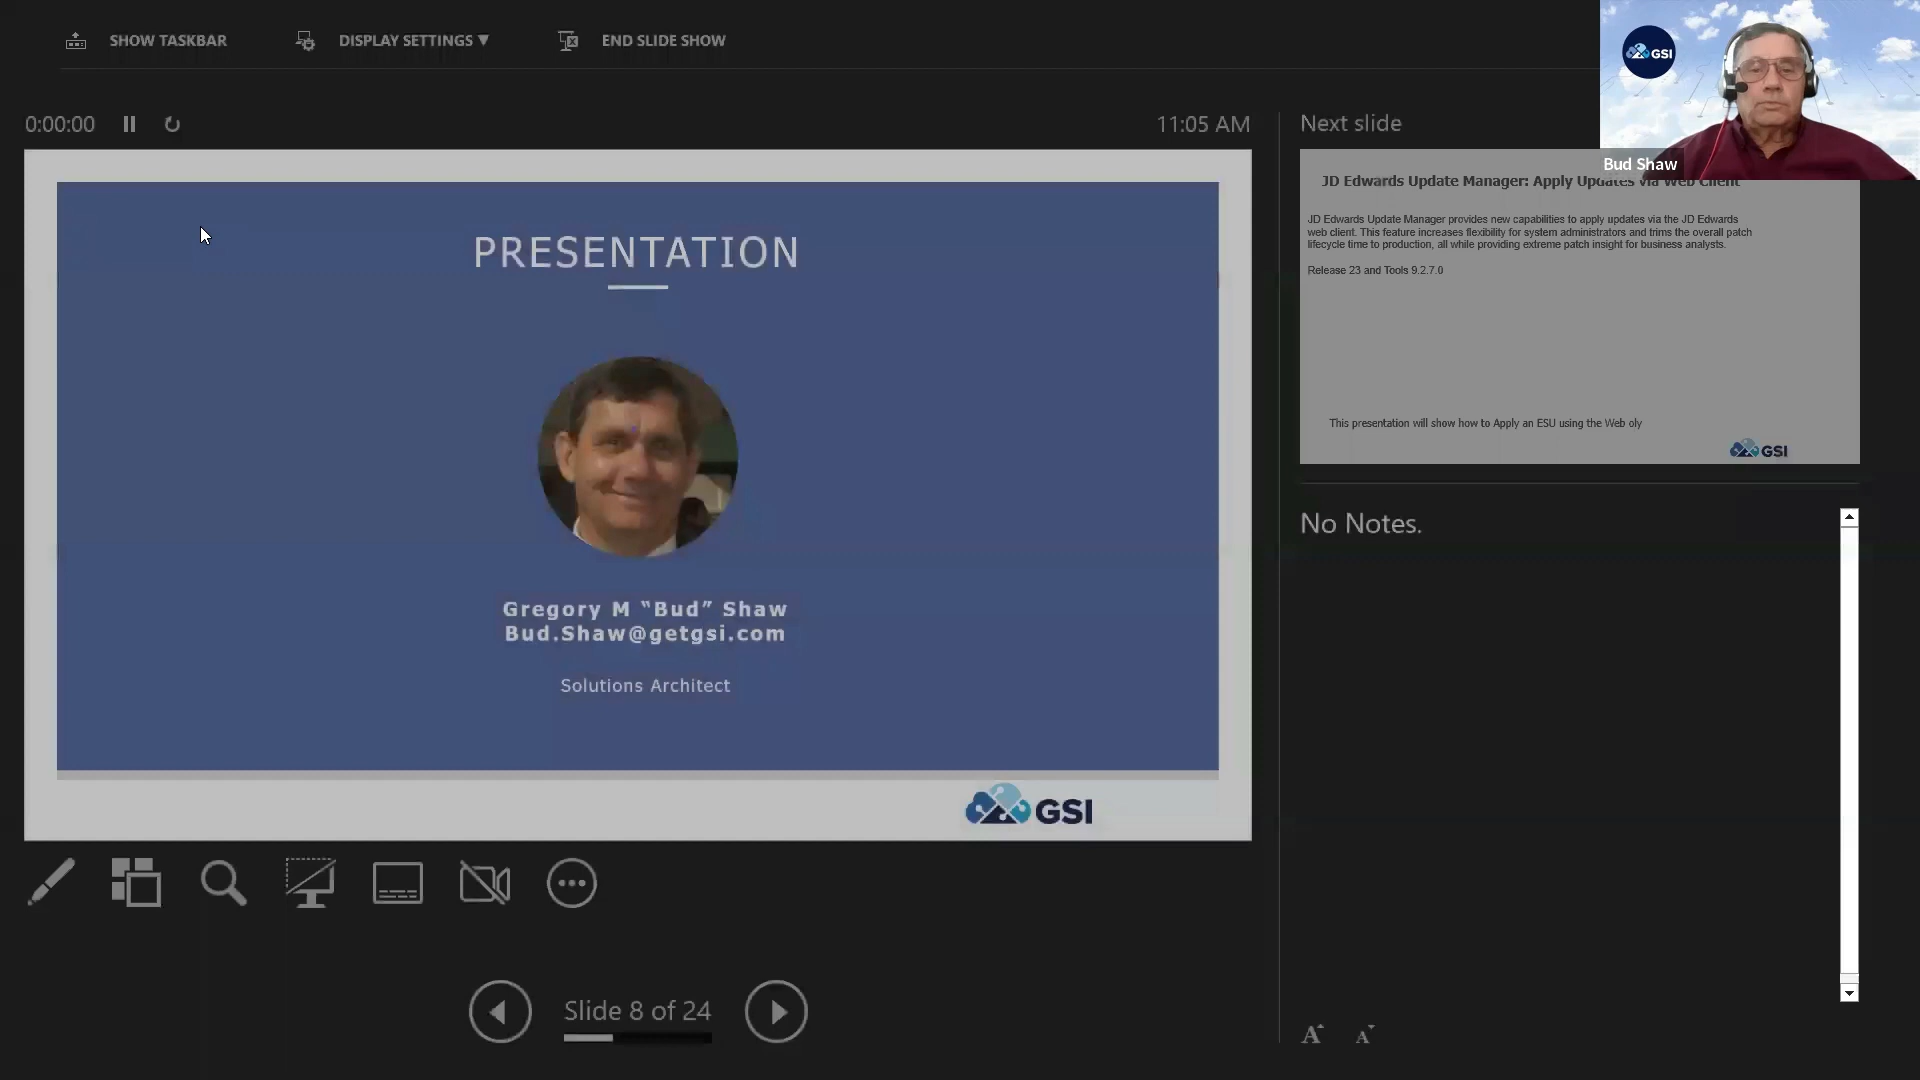 SHOW TASKBAR
DISPLAY SETTINGS ▼
END SLIDE SHOW
GSI
Bud Shaw
0:00:00
11:05 AM
Next slide
PRESENTATION
Gregory M “Bud” Shaw
Bud.Shaw@getgsi.com
Solutions Architect
GSI
JD Edwards Update Manager: Apply Updates via Web Client
JD Edwards Update Manager provides new capabilities to apply updates via the JD Edwards
web client. This feature increases flexibility for system administrators and trims the overall patch
lifecycle time to production, all while providing extreme patch insight for business analysts.
Release 23 and Tools 9.2.7.0
This presentation will show how to Apply an ESU using the Web oly
GSI
No Notes.
Slide 8 of 24
A A